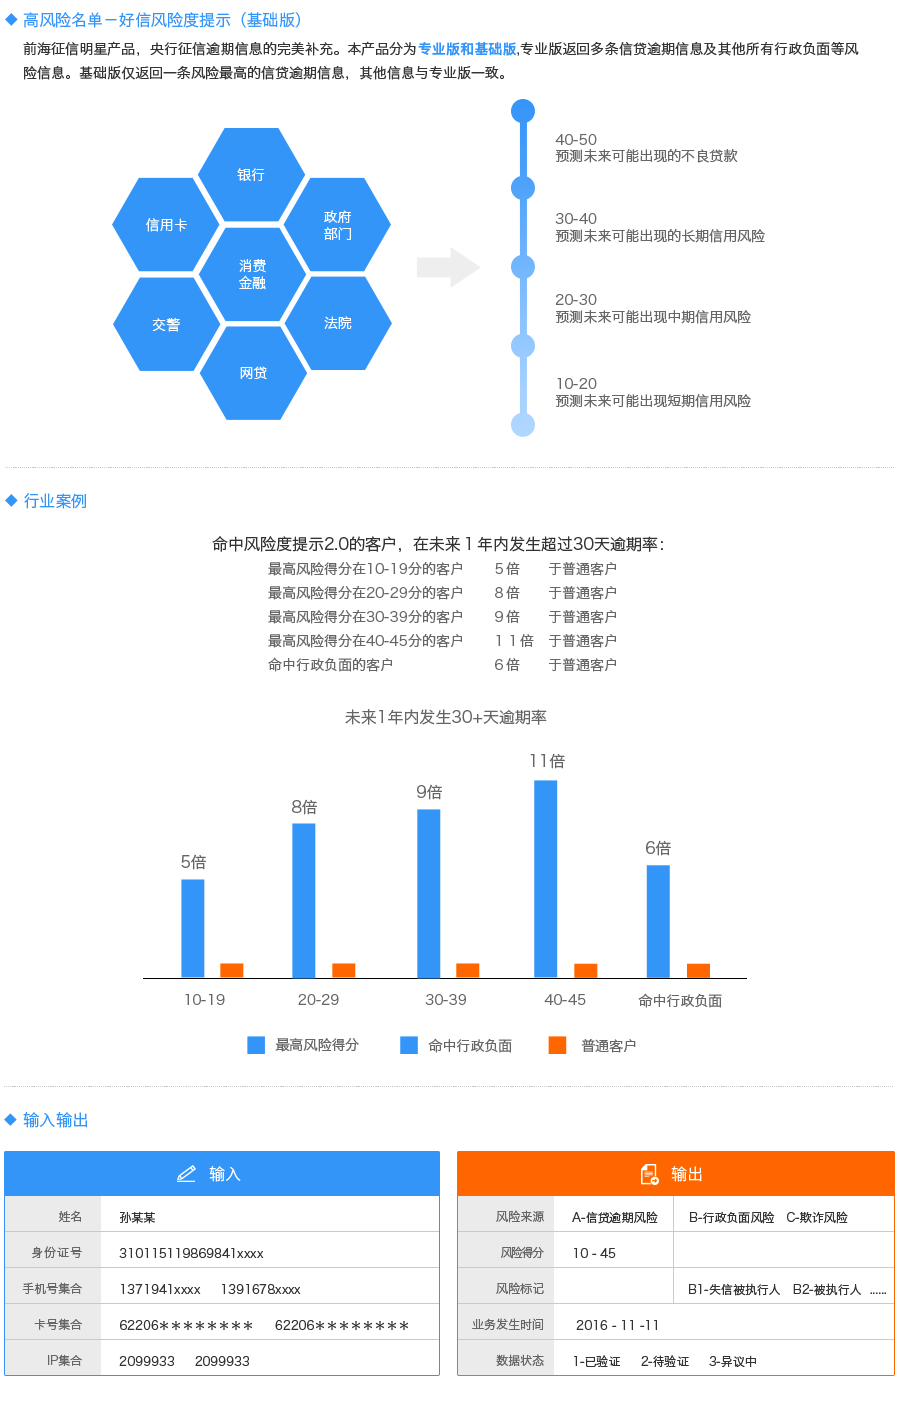 高风险名单－好信风险度提示（基础版）
前海征信明星产品，央行征信逾期信息的完美补充。本产品分为专业版和基础版,专业版返回多条信贷逾期信息及其他所有行政负面等风
险信息。基础版仅返回一条风险最高的信贷逾期信息，其他信息与专业版一致。
银行
信用卡
政府
部门
消费
金融
交警
法院
网贷
40-50
预测未来可能出现的不良贷款
30-40
预测未来可能出现的长期信用风险
20-30
预测未来可能出现中期信用风险
10-20
预测未来可能出现短期信用风险
行业案例
命中风险度提示2.0的客户，在未来１年内发生超过30天逾期率：
最高风险得分在10-19分的客户 ５倍 于普通客户
最高风险得分在20-29分的客户 ８倍 于普通客户
最高风险得分在30-39分的客户 ９倍 于普通客户
最高风险得分在40-45分的客户 １１倍 于普通客户
命中行政负面的客户 ６倍 于普通客户
未来1年内发生30+天逾期率
5倍
8倍
9倍
11倍
6倍
10-19 20-29 30-39 40-45 命中行政负面
最高风险得分 命中行政负面 普通客户
输入输出
输入
姓名 孙某某
身份证号 310115119869841xxxx
手机号集合 1371941xxxx 1391678xxxx
卡号集合 62206＊＊＊＊＊＊＊＊ 62206＊＊＊＊＊＊＊＊
IP集合 2099933 2099933
输出
风险来源 A-信贷逾期风险 B-行政负面风险 C-欺诈风险
风险得分 10 - 45
风险标记 B1-失信被执行人 B2-被执行人 ......
业务发生时间 2016 - 11 -11
数据状态 1-已验证 2-待验证 3-异议中